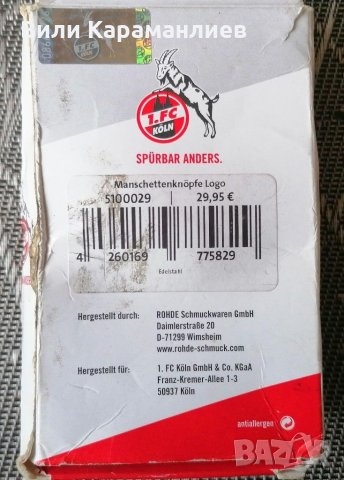 Вили Караманлиев
1.FC
KÖLN
SPÜRBAR ANDERS.
Manschettenknöpfe Logo
5100029 29,95 €
4 260169 775829
Edelstahl
Hergestellt durch: ROHDE Schmuckwaren GmbH
Daimlerstraße 20
D-71299 Wimsheim
www.rohde-schmuck.com
Hergestellt für: 1. FC Köln GmbH & Co. KGaA
Franz-Kremer-Allee 1-3
50937 Köln
antiallergen
BAZAR